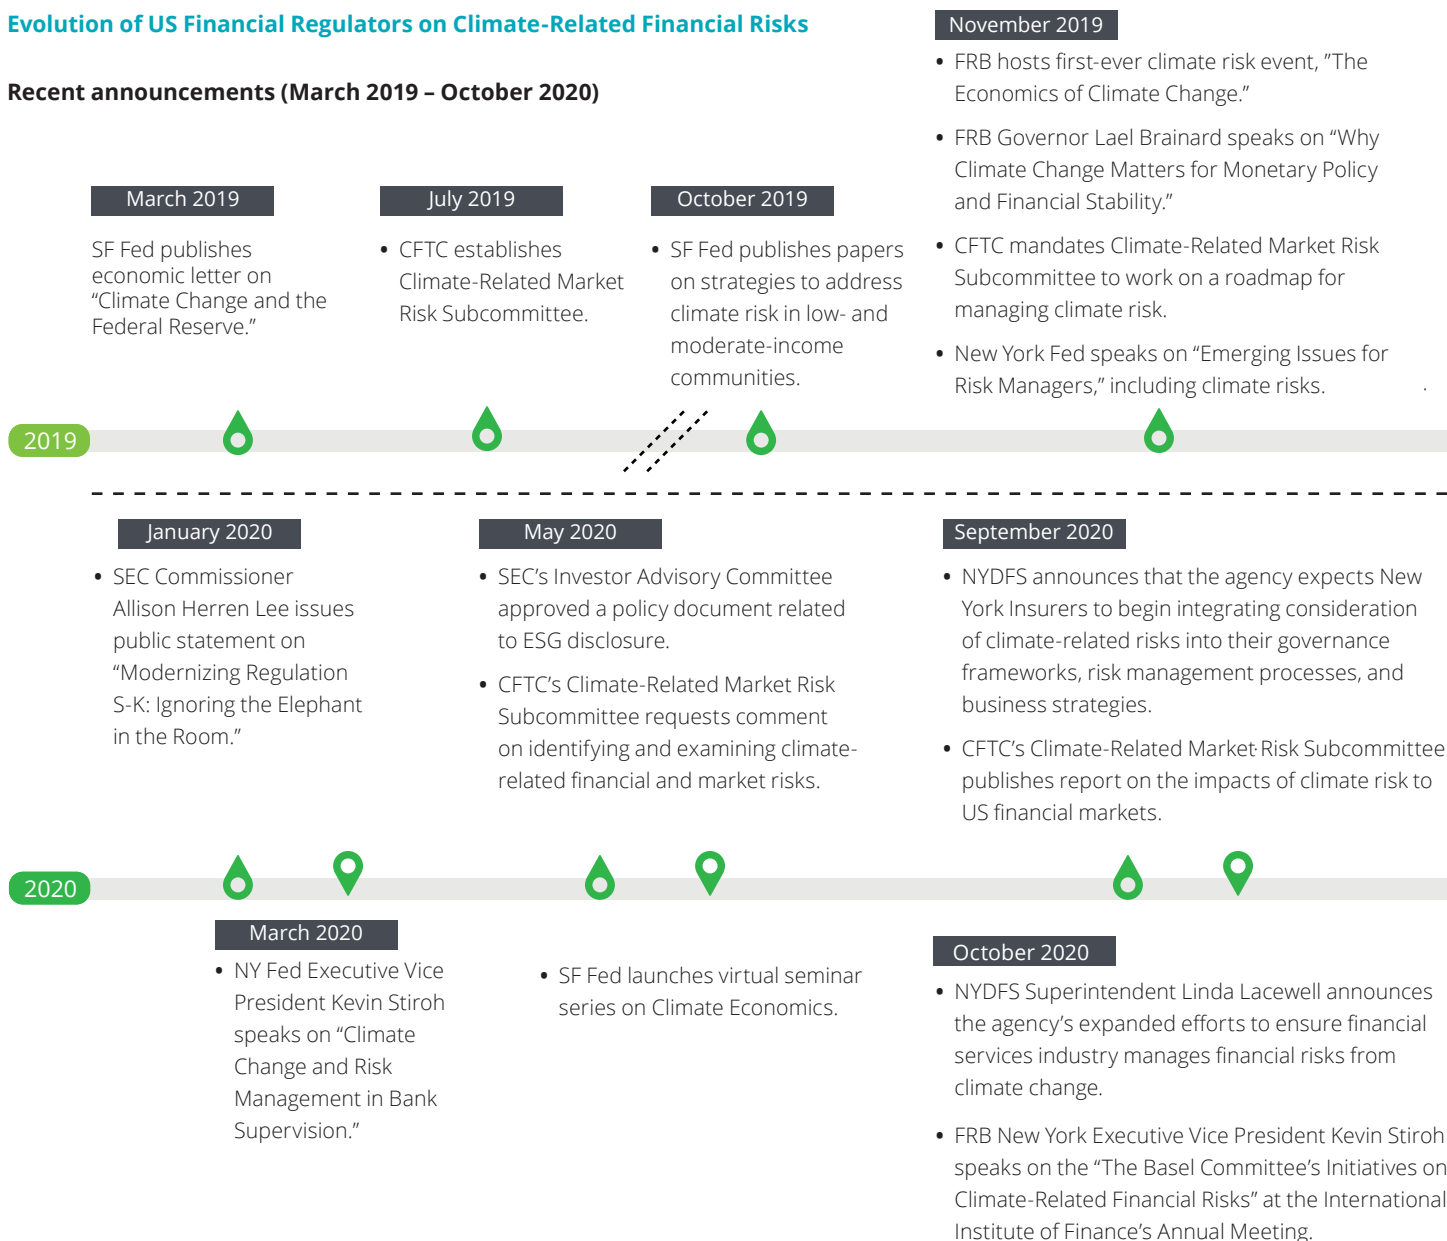 Evolution of US Financial Regulators on Climate-Related Financial Risks
Recent announcements (March 2019 – October 2020)
March 2019
SF Fed publishes
economic letter on
“Climate Change and the
Federal Reserve.”
July 2019
• CFTC establishes
Climate-Related Market
Risk Subcommittee.
October 2019
• SF Fed publishes papers
on strategies to address
climate risk in low- and
moderate-income
communities.
November 2019
• FRB hosts first-ever climate risk event, ”The
Economics of Climate Change.”
• FRB Governor Lael Brainard speaks on “Why
Climate Change Matters for Monetary Policy
and Financial Stability.”
• CFTC mandates Climate-Related Market Risk
Subcommittee to work on a roadmap for
managing climate risk.
• New York Fed speaks on “Emerging Issues for
Risk Managers,” including climate risks.
2019
January 2020
• SEC Commissioner
Allison Herren Lee issues
public statement on
“Modernizing Regulation
S-K: Ignoring the Elephant
in the Room.”
May 2020
• SEC’s Investor Advisory Committee
approved a policy document related
to ESG disclosure.
• CFTC’s Climate-Related Market Risk
Subcommittee requests comment
on identifying and examining climate-
related financial and market risks.
September 2020
• NYDFS announces that the agency expects New
York Insurers to begin integrating consideration
of climate-related risks into their governance
frameworks, risk management processes, and
business strategies.
• CFTC’s Climate-Related Market Risk Subcommittee
publishes report on the impacts of climate risk to
US financial markets.
2020
March 2020
• NY Fed Executive Vice
President Kevin Stiroh
speaks on “Climate
Change and Risk
Management in Bank
Supervision.”
• SF Fed launches virtual seminar
series on Climate Economics.
October 2020
• NYDFS Superintendent Linda Lacewell announces
the agency’s expanded efforts to ensure financial
services industry manages financial risks from
climate change.
• FRB New York Executive Vice President Kevin Stiroh
speaks on the “The Basel Committee’s Initiatives on
Climate-Related Financial Risks” at the International
Institute of Finance’s Annual Meeting.